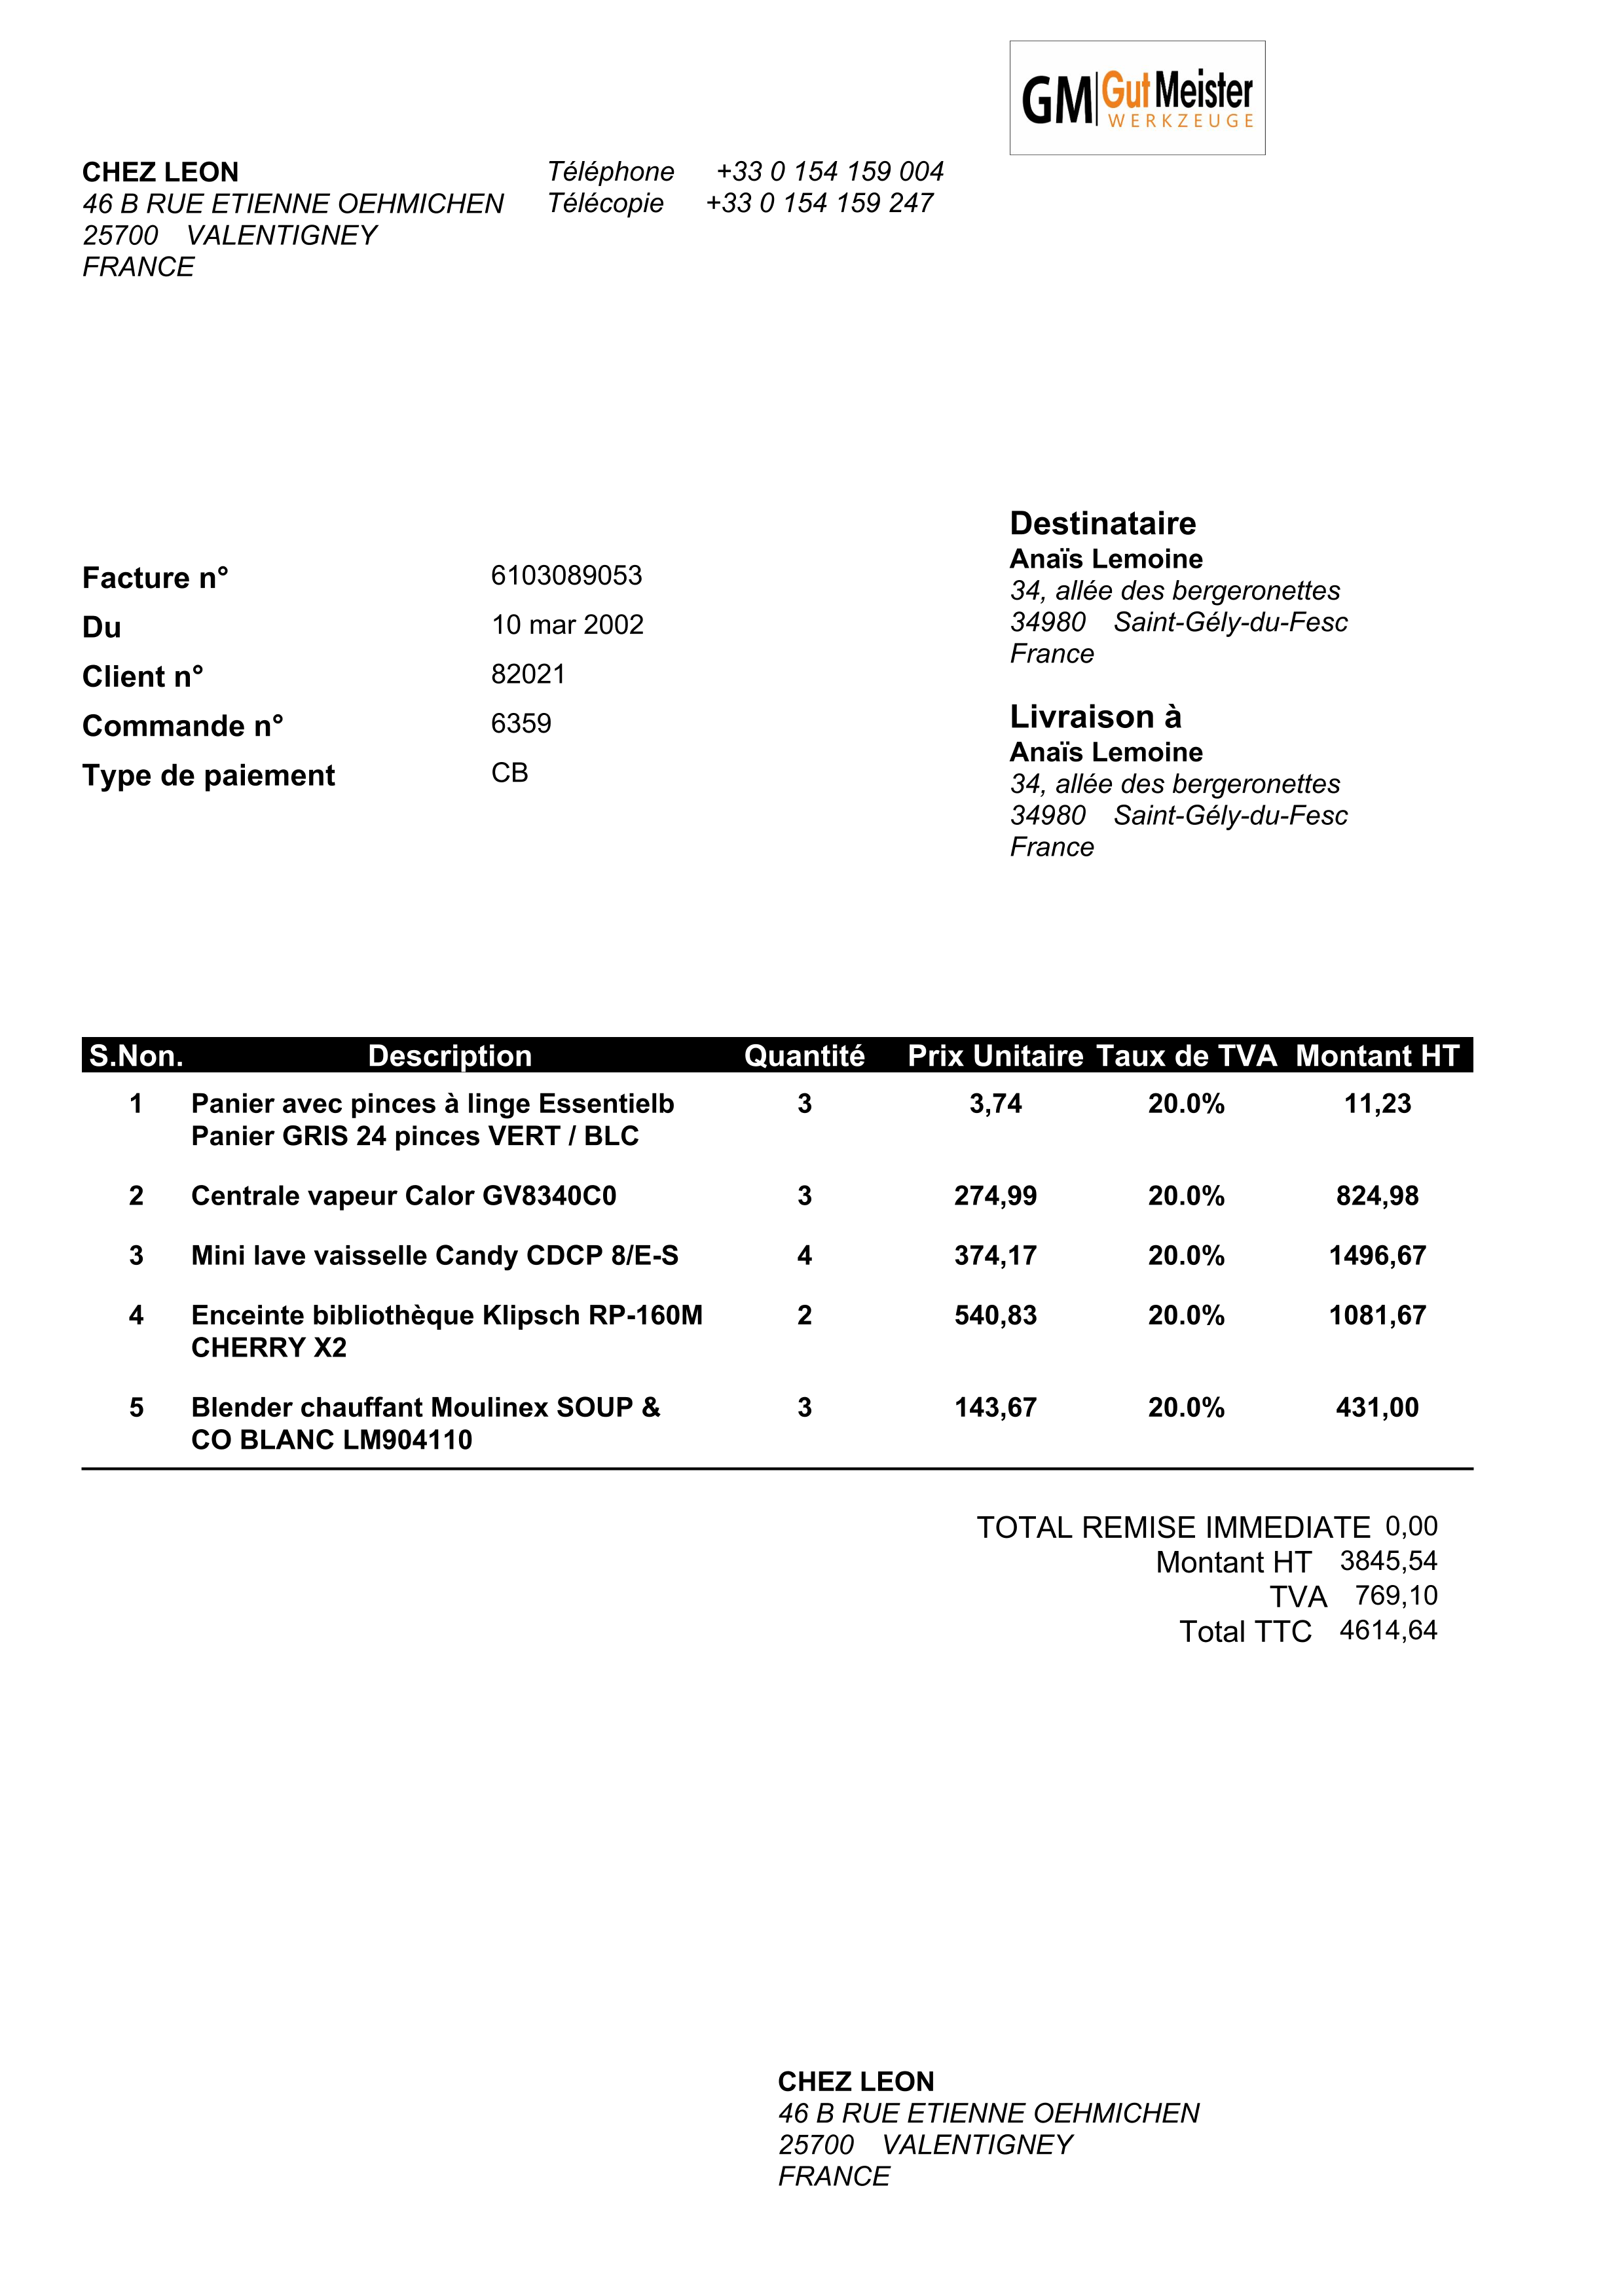 GM GutMeister
WERKZEUGE
CHEZ LEON
46 B RUE ETIENNE OEHMICHEN
25700 VALENTIGNEY
FRANCE
Téléphone +33 0 154 159 004
Télécopie +33 0 154 159 247
Destinataire
Anaïs Lemoine
34, allée des bergeronettes
34980 Saint-Gély-du-Fesc
France
Facture n° 6103089053
Du 10 mar 2002
Client n° 82021
Commande n° 6359
Type de paiement CB
Livraison à
Anaïs Lemoine
34, allée des bergeronettes
34980 Saint-Gély-du-Fesc
France
S.Non. Description Quantité Prix Unitaire Taux de TVA Montant HT
1 Panier avec pinces à linge Essentielb 3 3,74 20.0% 11,23
Panier GRIS 24 pinces VERT / BLC
2 Centrale vapeur Calor GV8340C0 3 274,99 20.0% 824,98
3 Mini lave vaisselle Candy CDCP 8/E-S 4 374,17 20.0% 1496,67
4 Enceinte bibliothèque Klipsch RP-160M 2 540,83 20.0% 1081,67
CHERRY X2
5 Blender chauffant Moulinex SOUP & 3 143,67 20.0% 431,00
CO BLANC LM904110
TOTAL REMISE IMMEDIATE 0,00
Montant HT 3845,54
TVA 769,10
Total TTC 4614,64
CHEZ LEON
46 B RUE ETIENNE OEHMICHEN
25700 VALENTIGNEY
FRANCE